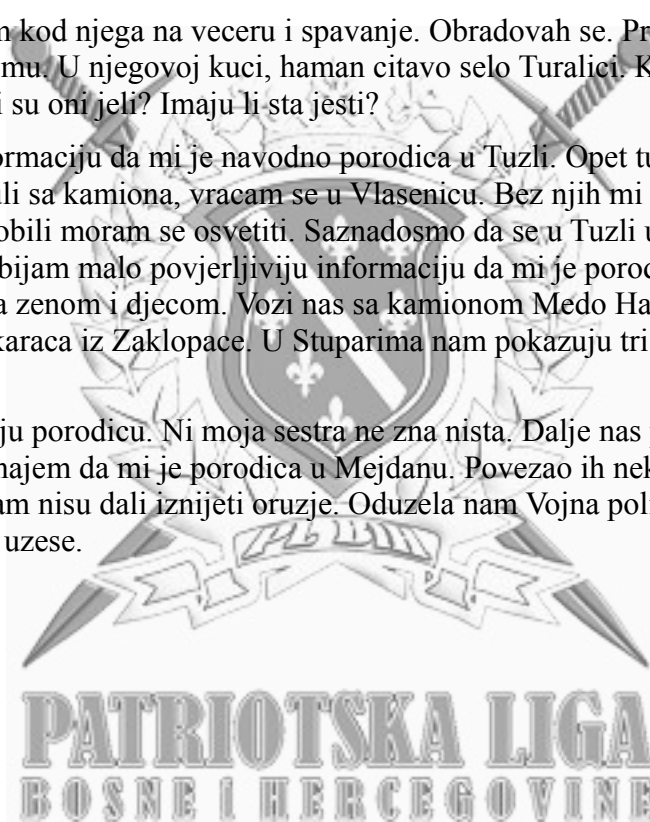 n kod njega na veceru i spavanje. Obradovah se. Pr
mu. U njegovoj kuci, haman citavo selo Turalici. K
i su oni jeli? Imaju li sta jesti?
ormaciju da mi je navodno porodica u Tuzli. Opet tu
li sa kamiona, vracam se u Vlasenicu. Bez njih mi
obili moram se osvetiti. Saznadosmo da se u Tuzli u
bijam malo povjerljiviju informaciju da mi je porod
a zenom i djecom. Vozi nas sa kamionom Medo Ha
karaca iz Zaklopace. U Stuparima nam pokazuju tri
ju porodicu. Ni moja sestra ne zna nista. Dalje nas
najem da mi je porodica u Mejdanu. Povezao ih nek
am nisu dali iznijeti oruzje. Oduzela nam Vojna pol
uzese.
PL BIH
PATRIOTSKA LIGA
BOSNE I HERCEGOVINE